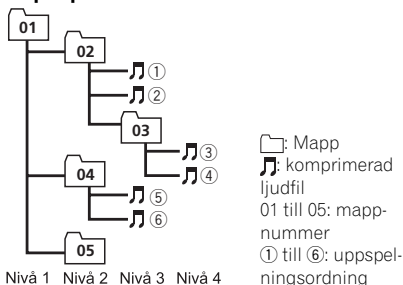 01
02
①
②
03
③
④
04
⑤
⑥
05
Nivå 1 Nivå 2 Nivå 3 Nivå 4
: Mapp
: komprimerad
ljudfil
01 till 05: mapp-
nummer
① till ⑥: uppspel-
ningsordning